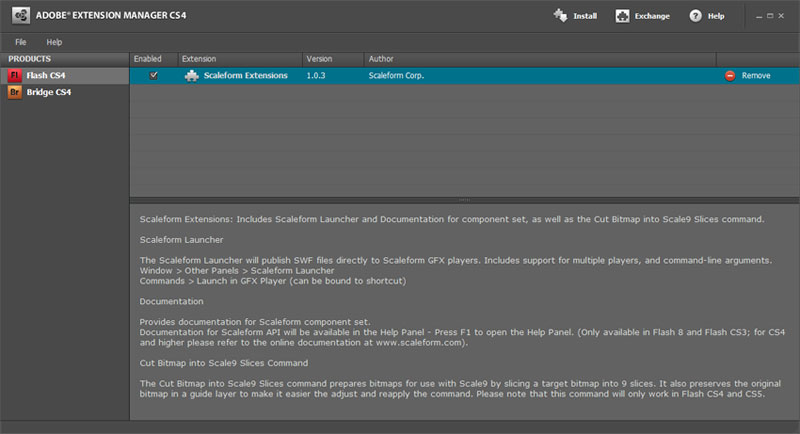 ADOBE® EXTENSION MANAGER CS4
Install
Exchange
? Help
File Help
PRODUCTS
Enabled Extension Version Author
Fl Flash CS4
Scaleform Extensions 1.0.3 Scaleform Corp. Remove
Br Bridge CS4
Scaleform Extensions: Includes Scaleform Launcher and Documentation for component set, as well as the Cut Bitmap into Scale9 Slices command.
Scaleform Launcher
The Scaleform Launcher will publish SWF files directly to Scaleform GFX players. Includes support for multiple players, and command-line arguments.
Window > Other Panels > Scaleform Launcher
Commands > Launch in GFX Player (can be bound to shortcut)
Documentation
Provides documentation for Scaleform component set.
Documentation for Scaleform API will be available in the Help Panel - Press F1 to open the Help Panel. (Only available in Flash 8 and Flash CS3; for CS4
and higher please refer to the online documentation at www.scaleform.com).
Cut Bitmap into Scale9 Slices Command
The Cut Bitmap into Scale9 Slices command prepares bitmaps for use with Scale9 by slicing a target bitmap into 9 slices. It also preserves the original
bitmap in a guide layer to make it easier the adjust and reapply the command. Please note that this command will only work in Flash CS4 and CS5.